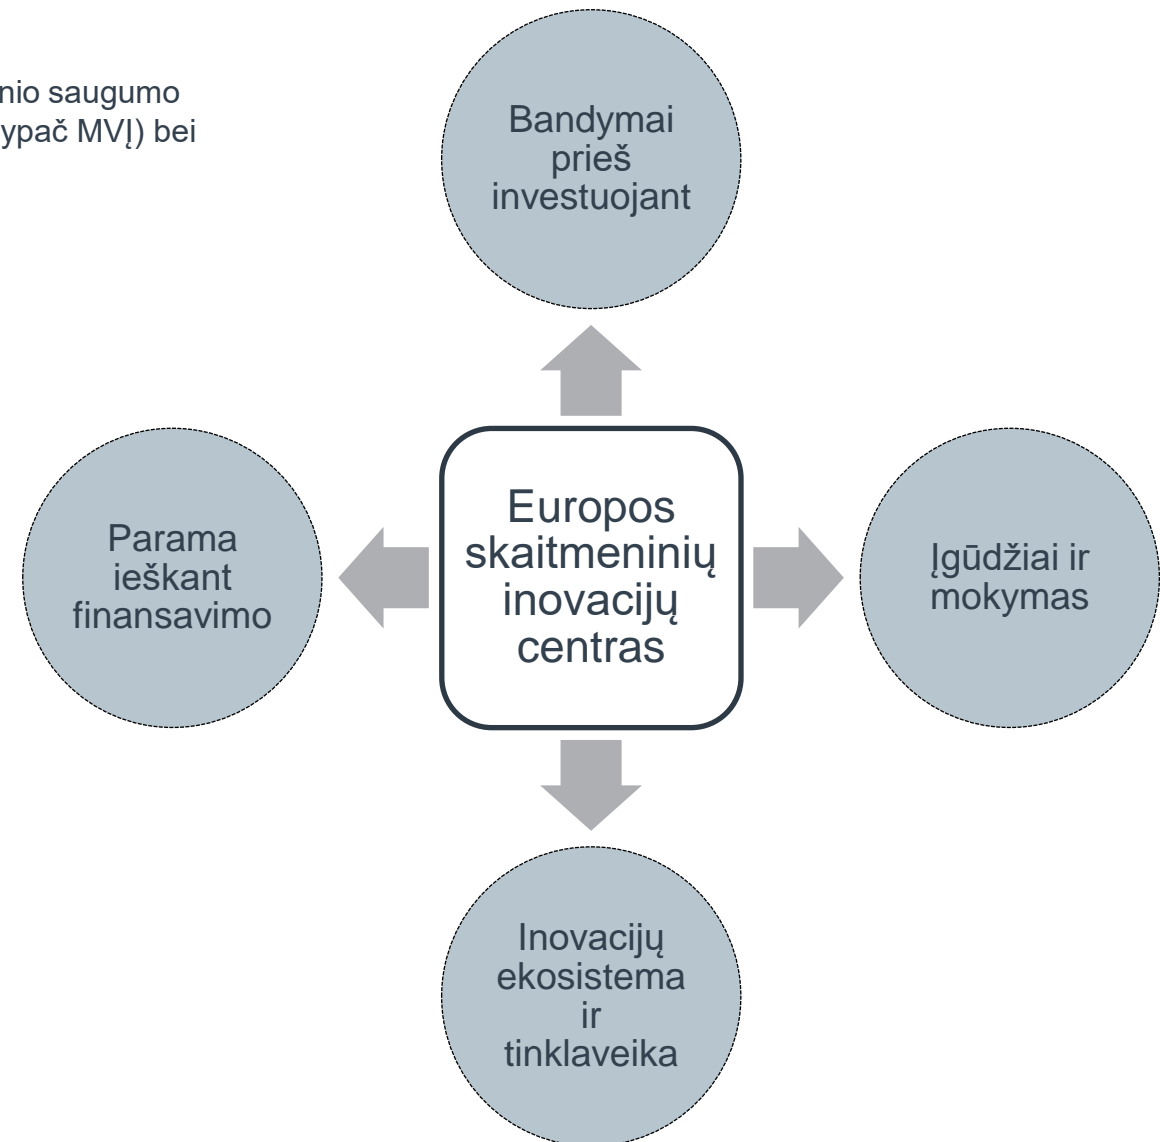 nio saugumo
ypač MVĮ) bei
Bandymai
prieš
investuojant
Parama
ieškant
finansavimo
Europos
skaitmeninių
inovacijų
centras
Įgūdžiai ir
mokymas
Inovacijų
ekosistema
ir
tinklaveika